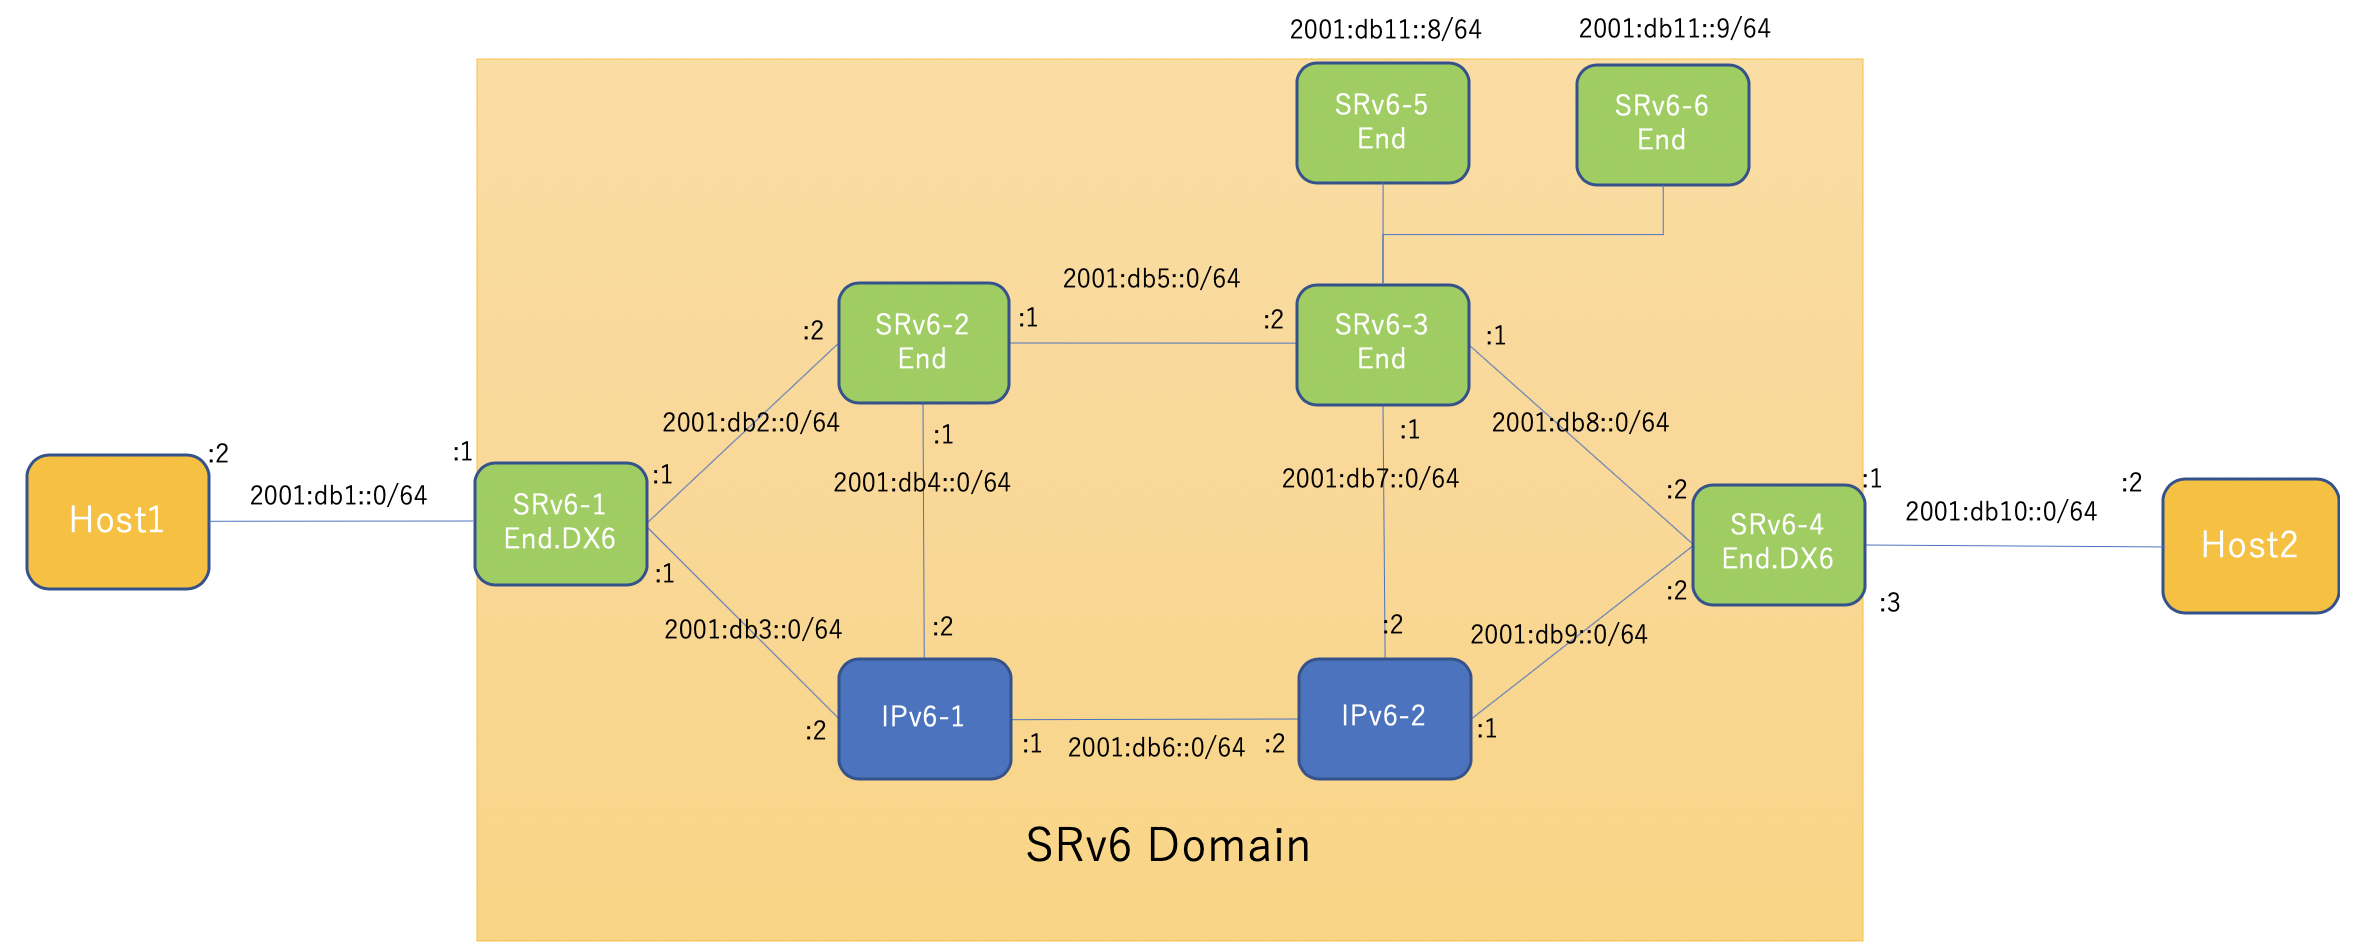 2001:db11::8/64
2001:db11::9/64
SRv6-5
End
SRv6-6
End
2001:db5::0/64
SRv6-2
End
:2
:1
:2
SRv6-3
End
:1
2001:db2::0/64
2001:db8::0/64
:1
:1
2001:db4::0/64
2001:db7::0/64
Host1
:2
2001:db1::0/64
:1
SRv6-1
End.DX6
:1
:1
:2
:2
SRv6-4
End.DX6
:1
:3
2001:db10::0/64
:2
Host2
2001:db3::0/64
:2
:2
2001:db9::0/64
:2
IPv6-1
:1
2001:db6::0/64
:2
IPv6-2
:1
SRv6 Domain